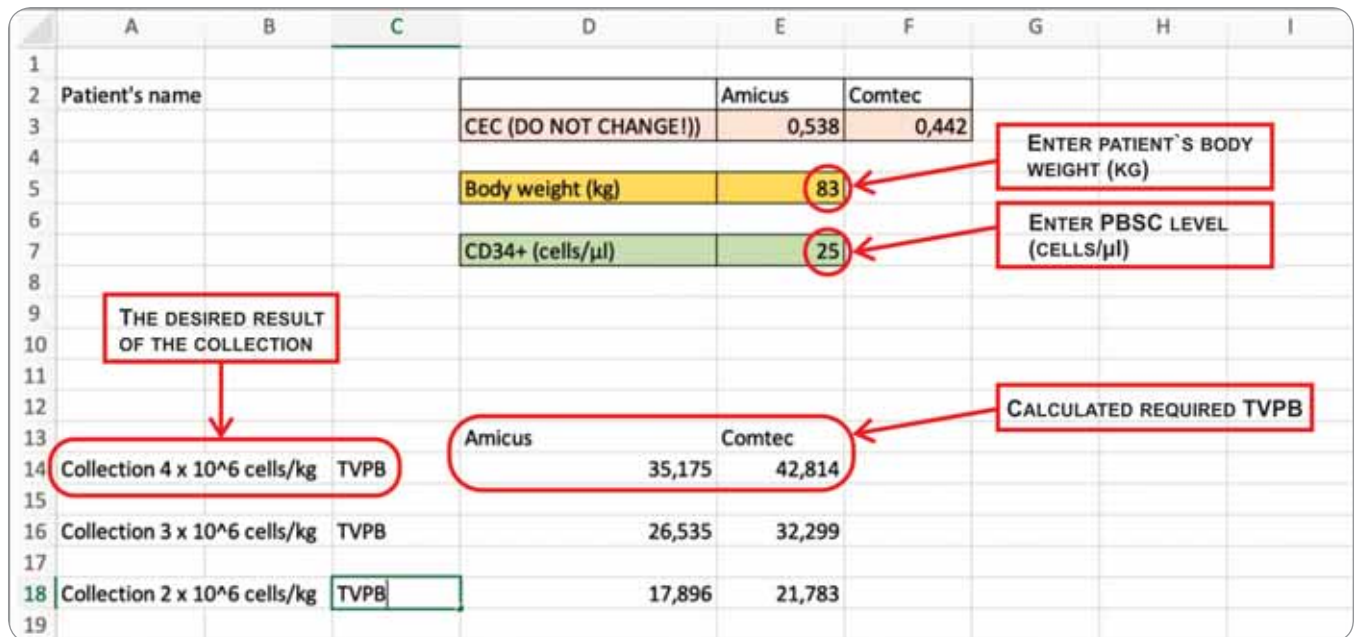 A B C D E F G H I
1
2 Patient's name Amicus Comtec
3 CEC (DO NOT CHANGE!)) 0,538 0,442
ENTER PATIENT`S BODY
WEIGHT (KG)
4
5 Body weight (kg) 83
6
ENTER PBSC LEVEL
(CELLS/µl)
7 CD34+ (cells/µl) 25
8
9
THE DESIRED RESULT
OF THE COLLECTION
10
11
12
CALCULATED REQUIRED TVPB
13 Amicus Comtec
14 Collection 4 x 10^6 cells/kg TVPB 35,175 42,814
15
16 Collection 3 x 10^6 cells/kg TVPB 26,535 32,299
17
18 Collection 2 x 10^6 cells/kg TVPB 17,896 21,783
19